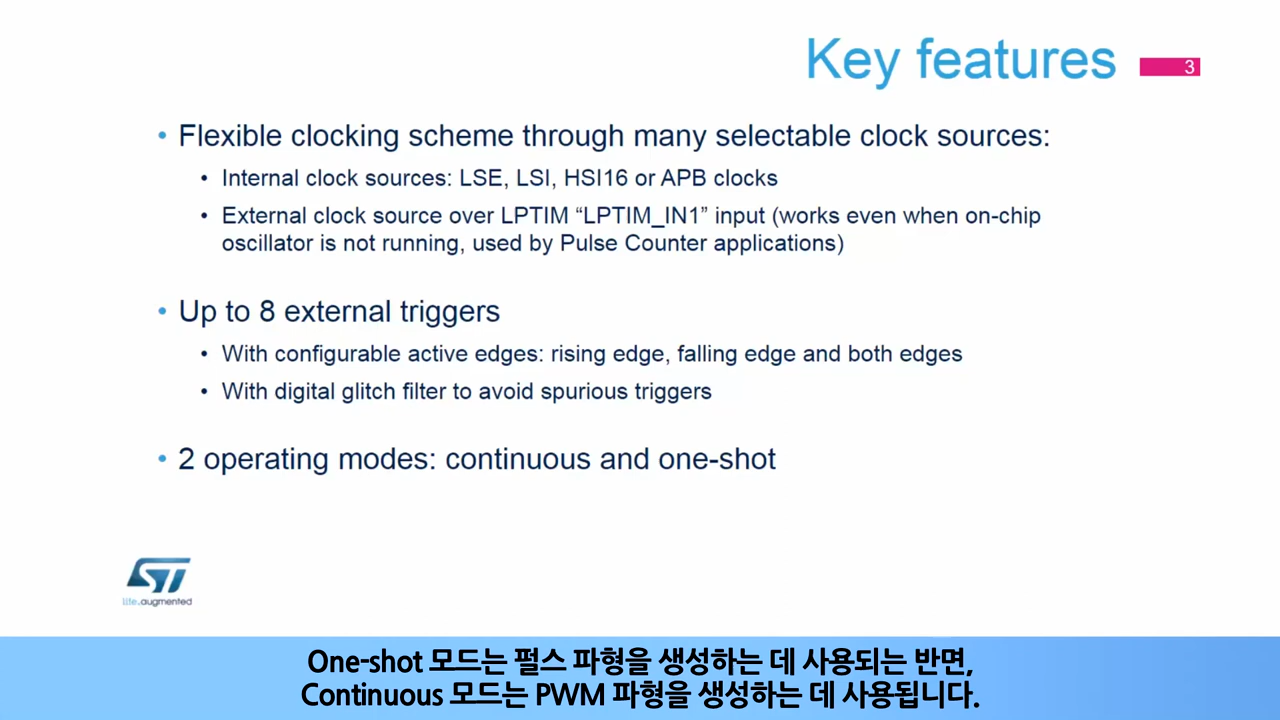 Key features
3
• Flexible clocking scheme through many selectable clock sources:
• Internal clock sources: LSE, LSI, HSI16 or APB clocks
• External clock source over LPTIM “LPTIM_IN1” input (works even when on-chip
oscillator is not running, used by Pulse Counter applications)
• Up to 8 external triggers
• With configurable active edges: rising edge, falling edge and both edges
• With digital glitch filter to avoid spurious triggers
• 2 operating modes: continuous and one-shot
ST
life.augmented
One-shot 모드는 펄스 파형을 생성하는 데 사용되는 반면,
Continuous 모드는 PWM 파형을 생성하는 데 사용됩니다.